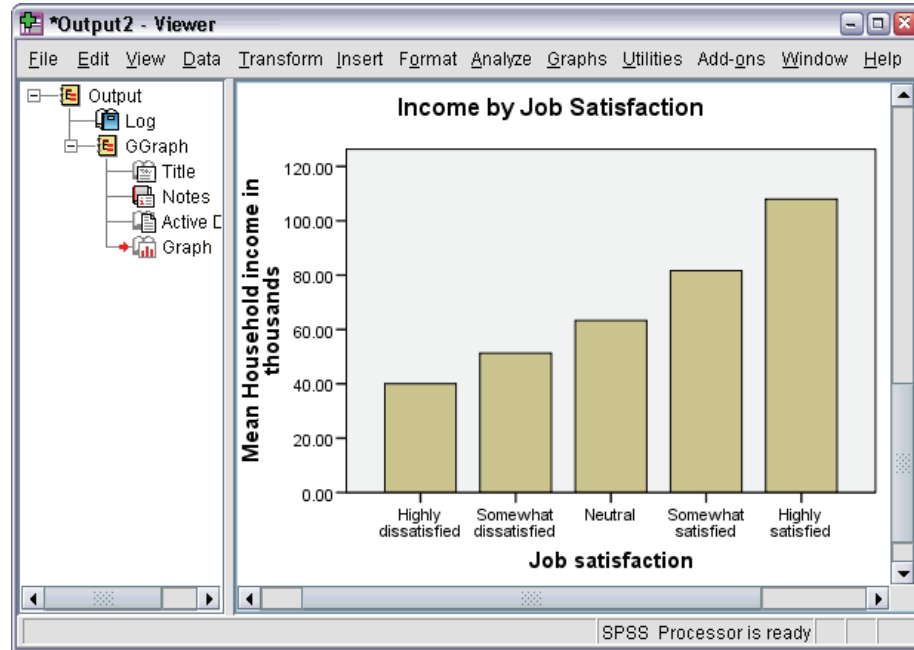 *Output2 - Viewer
File Edit View Data Transform Insert Format Analyze Graphs Utilities Add-ons Window Help
Output
Log
GGraph
Title
Notes
Active D
Graph
Income by Job Satisfaction
Mean Household income in
thousands
120.00
100.00
80.00
60.00
40.00
20.00
0.00
Highly
dissatisfied
Somewhat
dissatisfied
Neutral
Somewhat
satisfied
Highly
satisfied
Job satisfaction
SPSS Processor is ready